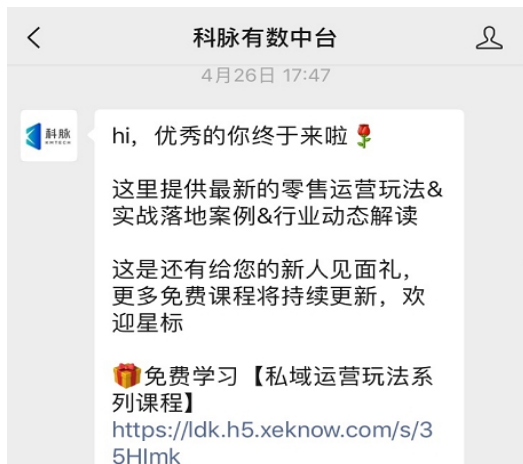 科脉有数中台
4月26日 17:47
科脉
KMTECH
hi，优秀的你终于来啦🌹
这里提供最新的零售运营玩法&
实战落地案例&行业动态解读
这是还有给您的新人见面礼，
更多免费课程将持续更新，欢
迎星标
🎁免费学习【私域运营玩法系
列课程】
https://ldk.h5.xeknow.com/s/3
5HImk